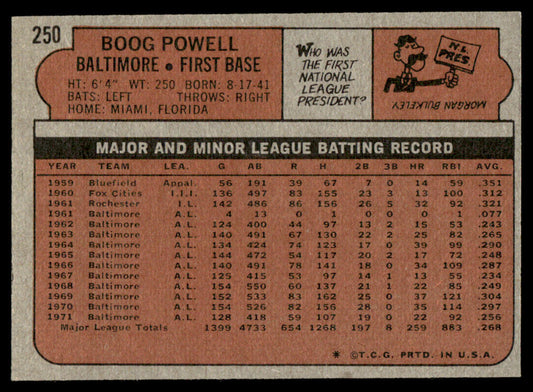 250
BOOG POWELL
BALTIMORE • FIRST BASE
HT: 6'4" WT: 250 BORN: 8-17-41
BATS: LEFT THROWS: RIGHT
HOME: MIAMI, FLORIDA
WHO WAS
THE FIRST
NATIONAL
LEAGUE
PRESIDENT?
N.L.
PRES.
MORGAN BULKELEY
MAJOR AND MINOR LEAGUE BATTING RECORD
YEAR TEAM LEA. G AB R H 2B 3B HR RBI AVG.
1959 Bluefield Appal. 56 191 39 67 7 0 14 59 .351
1960 Fox Cities I.I.I. 136 497 83 155 23 3 13 100 .312
1961 Rochester I.L. 142 486 86 156 26 5 32 92 .321
1961 Baltimore A.L. 4 13 0 1 0 0 0 1 .077
1962 Baltimore A.L. 124 400 44 97 13 2 15 53 .243
1963 Baltimore A.L. 140 491 67 130 22 2 25 82 .265
1964 Baltimore A.L. 134 424 74 123 17 0 39 99 .290
1965 Baltimore A.L. 144 472 54 117 20 2 17 72 .248
1966 Baltimore A.L. 140 491 78 141 18 0 34 109 .287
1967 Baltimore A.L. 125 415 53 97 14 1 13 55 .234
1968 Baltimore A.L. 154 550 60 137 21 1 22 85 .249
1969 Baltimore A.L. 152 533 83 162 25 0 37 121 .304
1970 Baltimore A.L. 154 526 82 156 28 0 35 114 .297
1971 Baltimore A.L. 128 418 59 107 19 0 22 92 .256
Major League Totals 1399 4733 654 1268 197 8 259 883 .268
* ©T.C.G. PRTD. IN U.S.A.